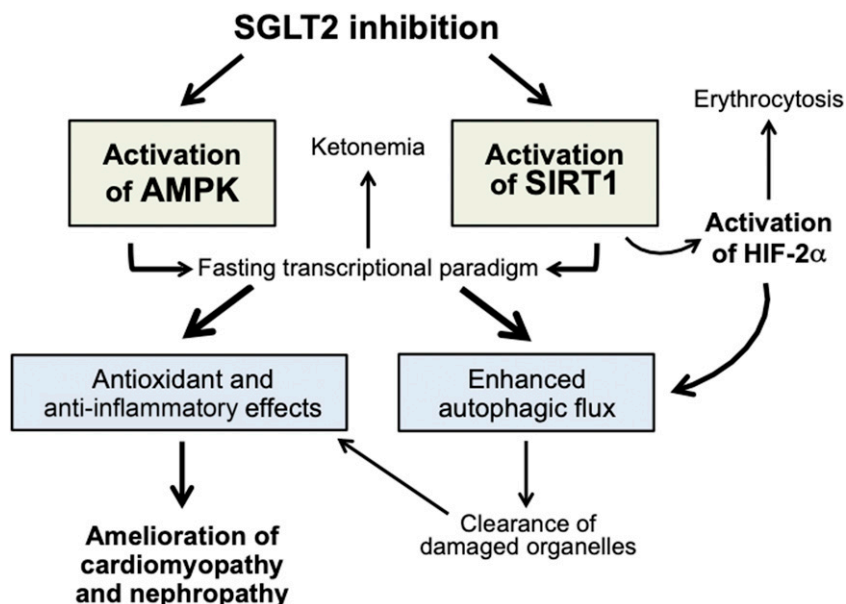 SGLT2 inhibition
Erythrocytosis
Activation
of AMPK
Ketonemia
Activation
of SIRT1
Activation
of HIF-2α
Fasting transcriptional paradigm
Antioxidant and
anti-inflammatory effects
Enhanced
autophagic flux
Clearance of
damaged organelles
Amelioration of
cardiomyopathy
and nephropathy